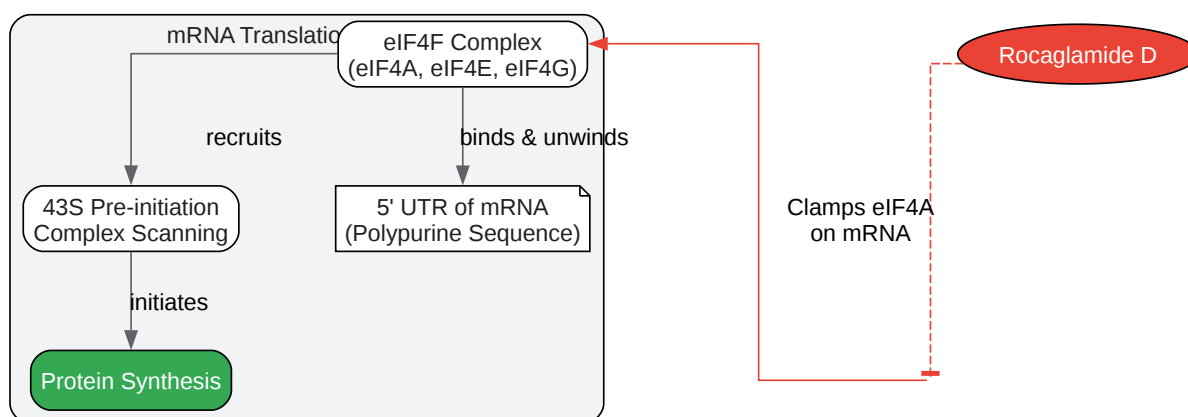 mRNA Translatio
eIF4F Complex
(eIF4A, eIF4E, eIF4G)
Rocaglamide D
recruits
binds & unwinds
43S Pre-initiation
Complex Scanning
5' UTR of mRNA
(Polypurine Sequence)
Clamps eIF4A
on mRNA
initiates
Protein Synthesis